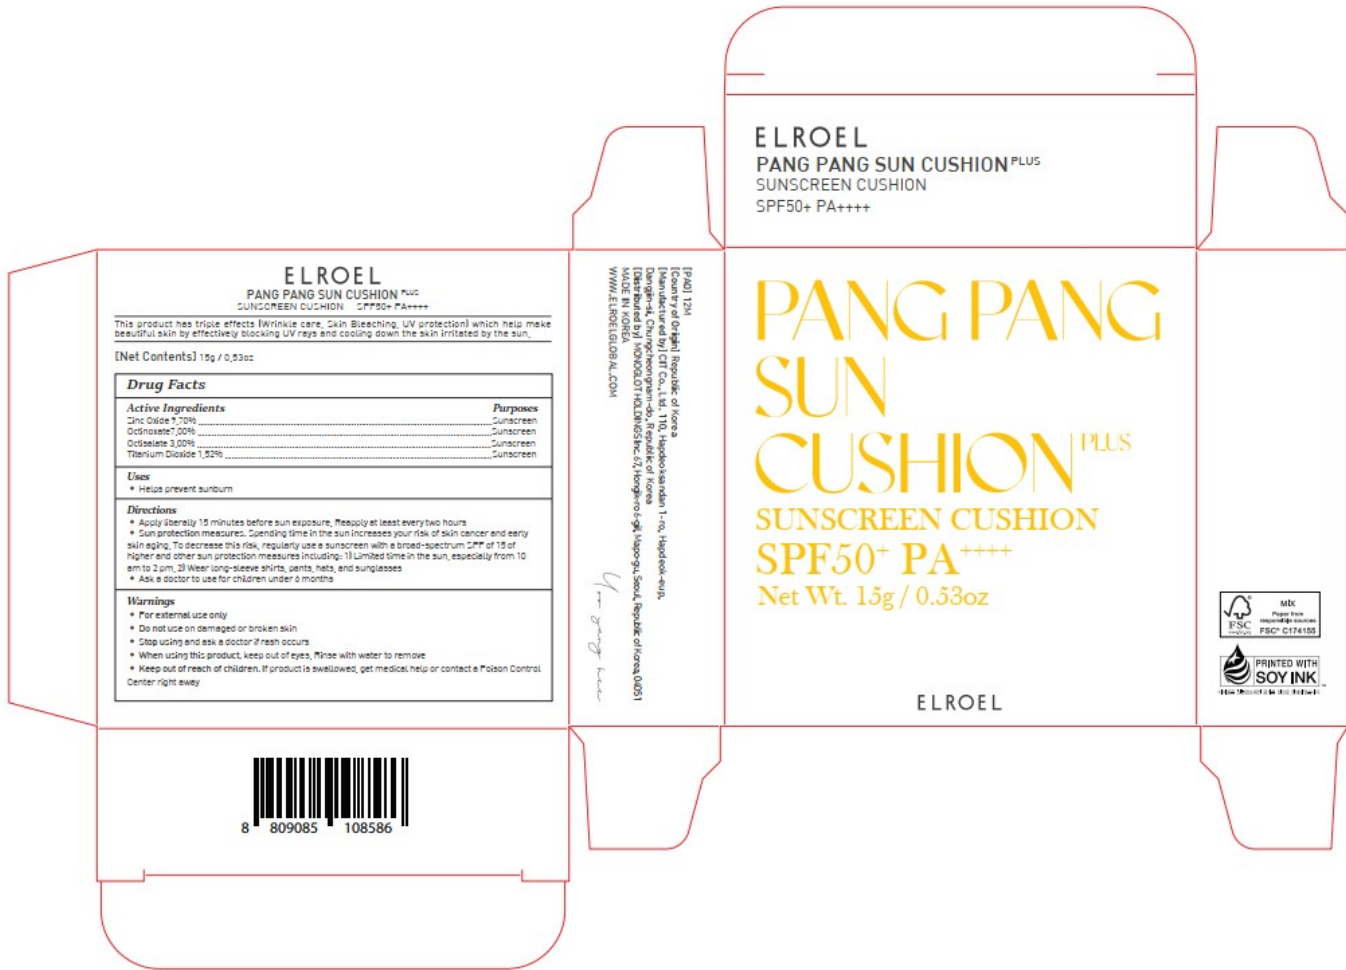 ELROEL
PANG PANG SUN CUSHION PLUS
SUNSCREEN CUSHION
SPF50+ PA++++
PANG PANG
SUN
CUSHION PLUS
SUNSCREEN CUSHION
SPF50+ PA++++
Net Wt. 15g / 0.53oz
ELROEL
FSC
MIX
Paper from
responsible sources
FSC® C174155
PRINTED WITH
SOY INK™
ELROEL
PANG PANG SUN CUSHION PLUS
SUNSCREEN CUSHION SPF50+ PA++++
This product has triple effects (Wrinkle care, Skin Bleaching, UV protection) which help make
beautiful skin by effectively blocking UV rays and cooling down the skin irritated by the sun.
[Net Contents] 15g / 0.53oz
Drug Facts
Active Ingredients Purposes
Zinc Oxide 7.70% Sunscreen
Octinoxate7.00% Sunscreen
Octisalate 3.00% Sunscreen
Titanium Dioxide 1.52% Sunscreen
Uses
• Helps prevent sunburn
Directions
• Apply liberally 15 minutes before sun exposure. Reapply at least every two hours
• Sun protection measures. Spending time in the sun increases your risk of skin cancer and early
skin aging. To decrease this risk, regularly use a sunscreen with a broad-spectrum SPF of 15 of
higher and other sun protection measures including: 1) Limited time in the sun, especially from 10
am to 2 pm, 2) Wear long-sleeve shirts, pants, hats, and sunglasses
• Ask a doctor to use for children under 6 months
Warnings
• For external use only
• Do not use on damaged or broken skin
• Stop using and ask a doctor if rash occurs
• When using this product, keep out of eyes. Rinse with water to remove
• Keep out of reach of children. If product is swallowed, get medical help or contact a Poison Control
Center right away
[PAO] 12M
[Country of Origin] Republic of Korea
[Manufactured by] CIT Co., Ltd. 110, Hapdeoksandan 1-ro, Hapdeok-eup,
Dangjin-si, Chungcheongnam-do, Republic of Korea
[Distributed by] MONOGLOT HOLDINGS Inc. 67, Hongik-ro 6-gil, Mapo-gu, Seoul, Republic of Korea, 04051
MADE IN KOREA
WWW.ELROELGLOBAL.COM
8 809085 108586